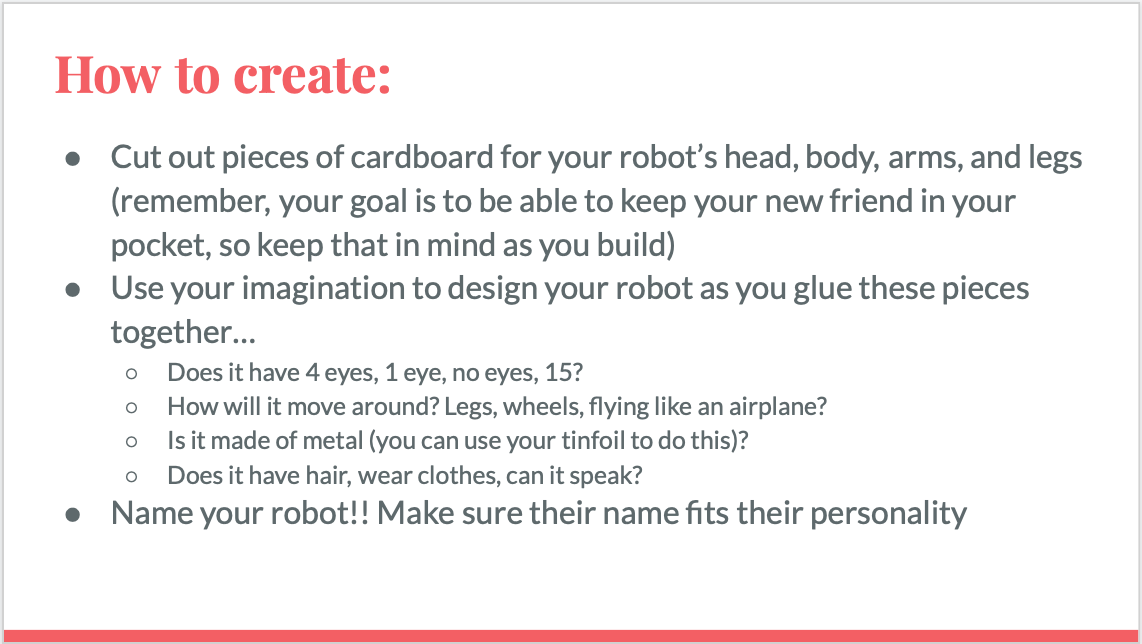 How to create:
● Cut out pieces of cardboard for your robot’s head, body, arms, and legs
(remember, your goal is to be able to keep your new friend in your
pocket, so keep that in mind as you build)
● Use your imagination to design your robot as you glue these pieces
together…
○ Does it have 4 eyes, 1 eye, no eyes, 15?
○ How will it move around? Legs, wheels, flying like an airplane?
○ Is it made of metal (you can use your tinfoil to do this)?
○ Does it have hair, wear clothes, can it speak?
● Name your robot!! Make sure their name fits their personality